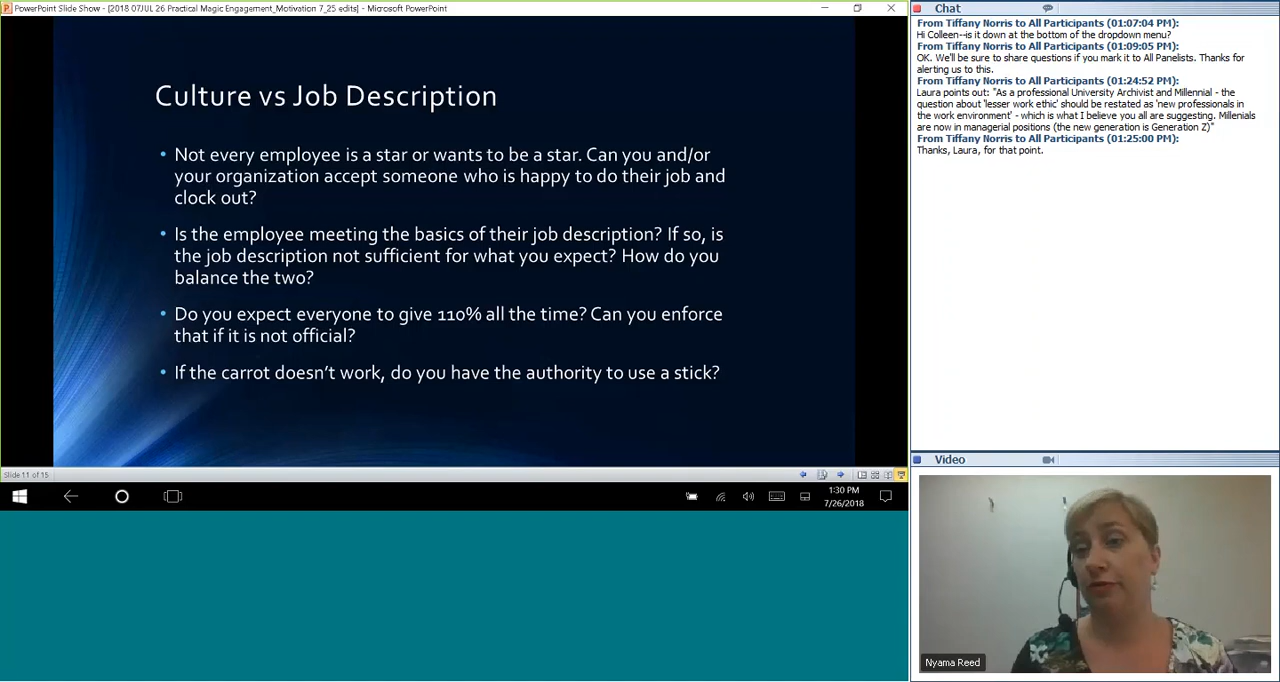 PowerPoint Slide Show - [2018 07JUL 26 Practical Magic Engagement_Motivation 7_25 edits] - Microsoft PowerPoint
Culture vs Job Description
• Not every employee is a star or wants to be a star. Can you and/or
your organization accept someone who is happy to do their job and
clock out?
• Is the employee meeting the basics of their job description? If so, is
the job description not sufficient for what you expect? How do you
balance the two?
• Do you expect everyone to give 110% all the time? Can you enforce
that if it is not official?
• If the carrot doesn't work, do you have the authority to use a stick?
Slide 11 of 15
1:30 PM
7/26/2018
Chat
From Tiffany Norris to All Participants (01:07:04 PM):
Hi Colleen--is it down at the bottom of the dropdown menu?
From Tiffany Norris to All Participants (01:09:05 PM):
OK. We'll be sure to share questions if you mark it to All Panelists. Thanks for
alerting us to this.
From Tiffany Norris to All Participants (01:24:52 PM):
Laura points out: "As a professional University Archivist and Millennial - the
question about 'lesser work ethic' should be restated as 'new professionals in
the work environment' - which is what I believe you all are suggesting. Millenials
are now in managerial positions (the new generation is Generation Z)"
From Tiffany Norris to All Participants (01:25:00 PM):
Thanks, Laura, for that point.
Video
Nyama Reed